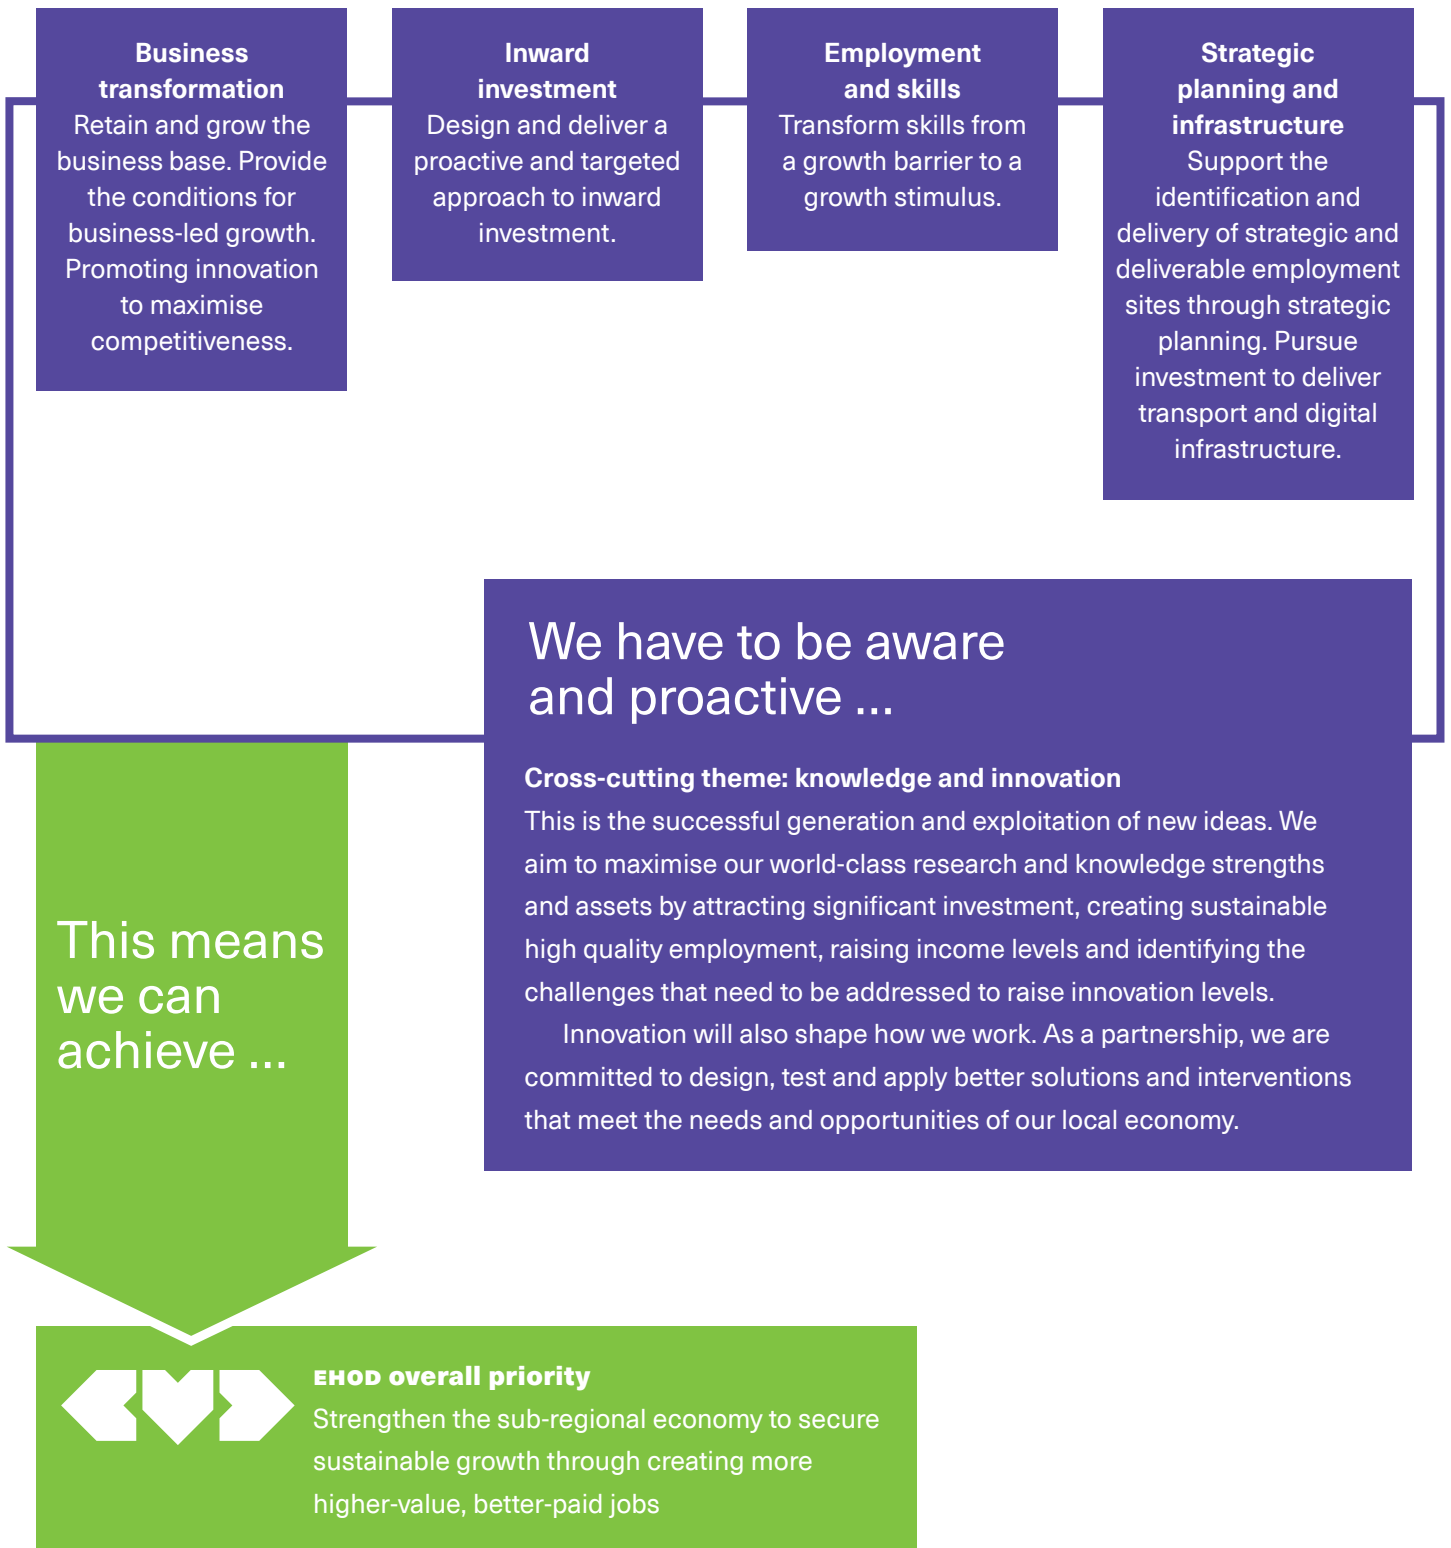 Business
transformation
Retain and grow the
business base. Provide
the conditions for
business-led growth.
Promoting innovation
to maximise
competitiveness.
Inward
investment
Design and deliver a
proactive and targeted
approach to inward
investment.
Employment
and skills
Transform skills from
a growth barrier to a
growth stimulus.
Strategic
planning and
infrastructure
Support the
identification and
delivery of strategic and
deliverable employment
sites through strategic
planning. Pursue
investment to deliver
transport and digital
infrastructure.
We have to be aware
and proactive ...
Cross-cutting theme: knowledge and innovation
This is the successful generation and exploitation of new ideas. We
aim to maximise our world-class research and knowledge strengths
and assets by attracting significant investment, creating sustainable
high quality employment, raising income levels and identifying the
challenges that need to be addressed to raise innovation levels.
Innovation will also shape how we work. As a partnership, we are
committed to design, test and apply better solutions and interventions
that meet the needs and opportunities of our local economy.
This means
we can
achieve ...
EHOD overall priority
Strengthen the sub-regional economy to secure
sustainable growth through creating more
higher-value, better-paid jobs